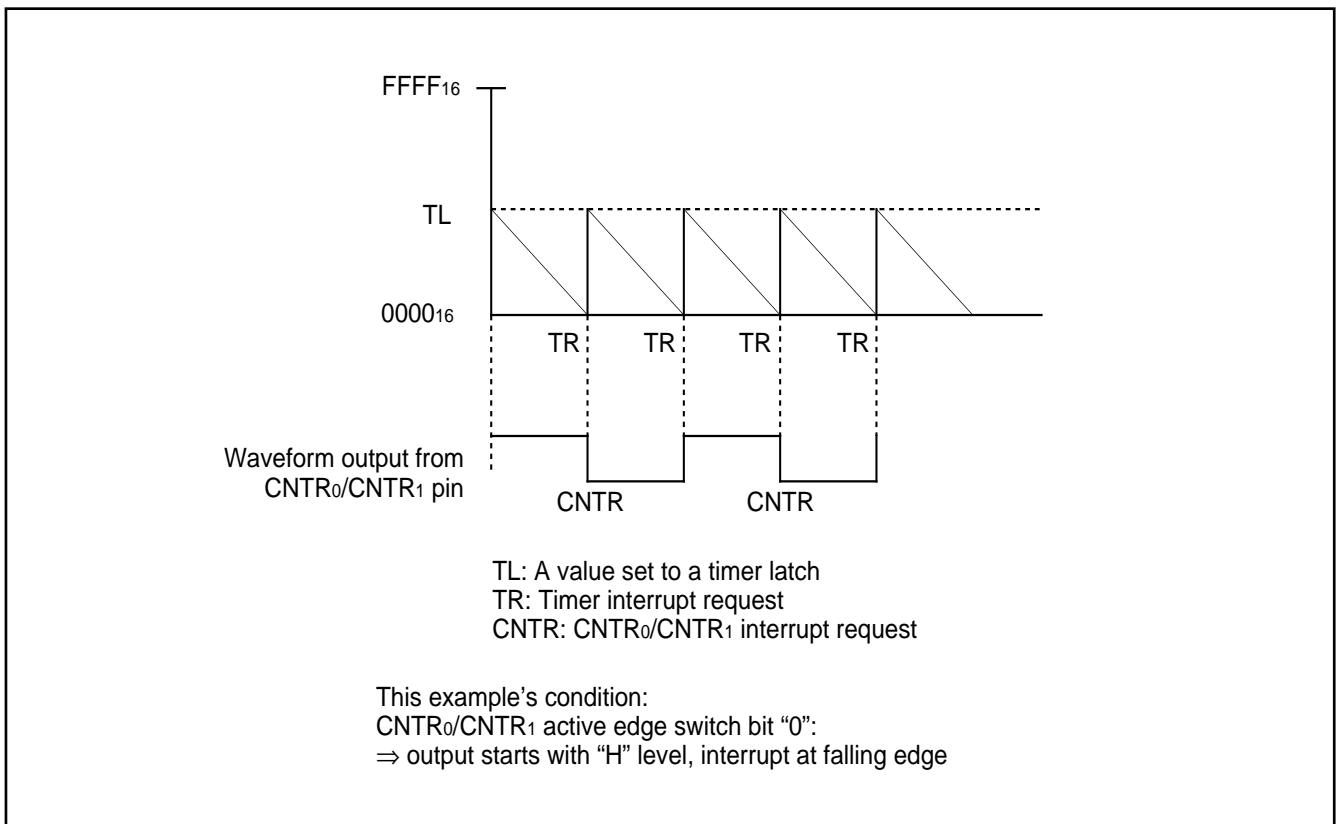 FFFF16
TL
000016
TR TR TR TR
Waveform output from
CNTR0/CNTR1 pin
CNTR CNTR
TL: A value set to a timer latch
TR: Timer interrupt request
CNTR: CNTR0/CNTR1 interrupt request
This example’s condition:
CNTR0/CNTR1 active edge switch bit “0”:
⇒ output starts with “H” level, interrupt at falling edge